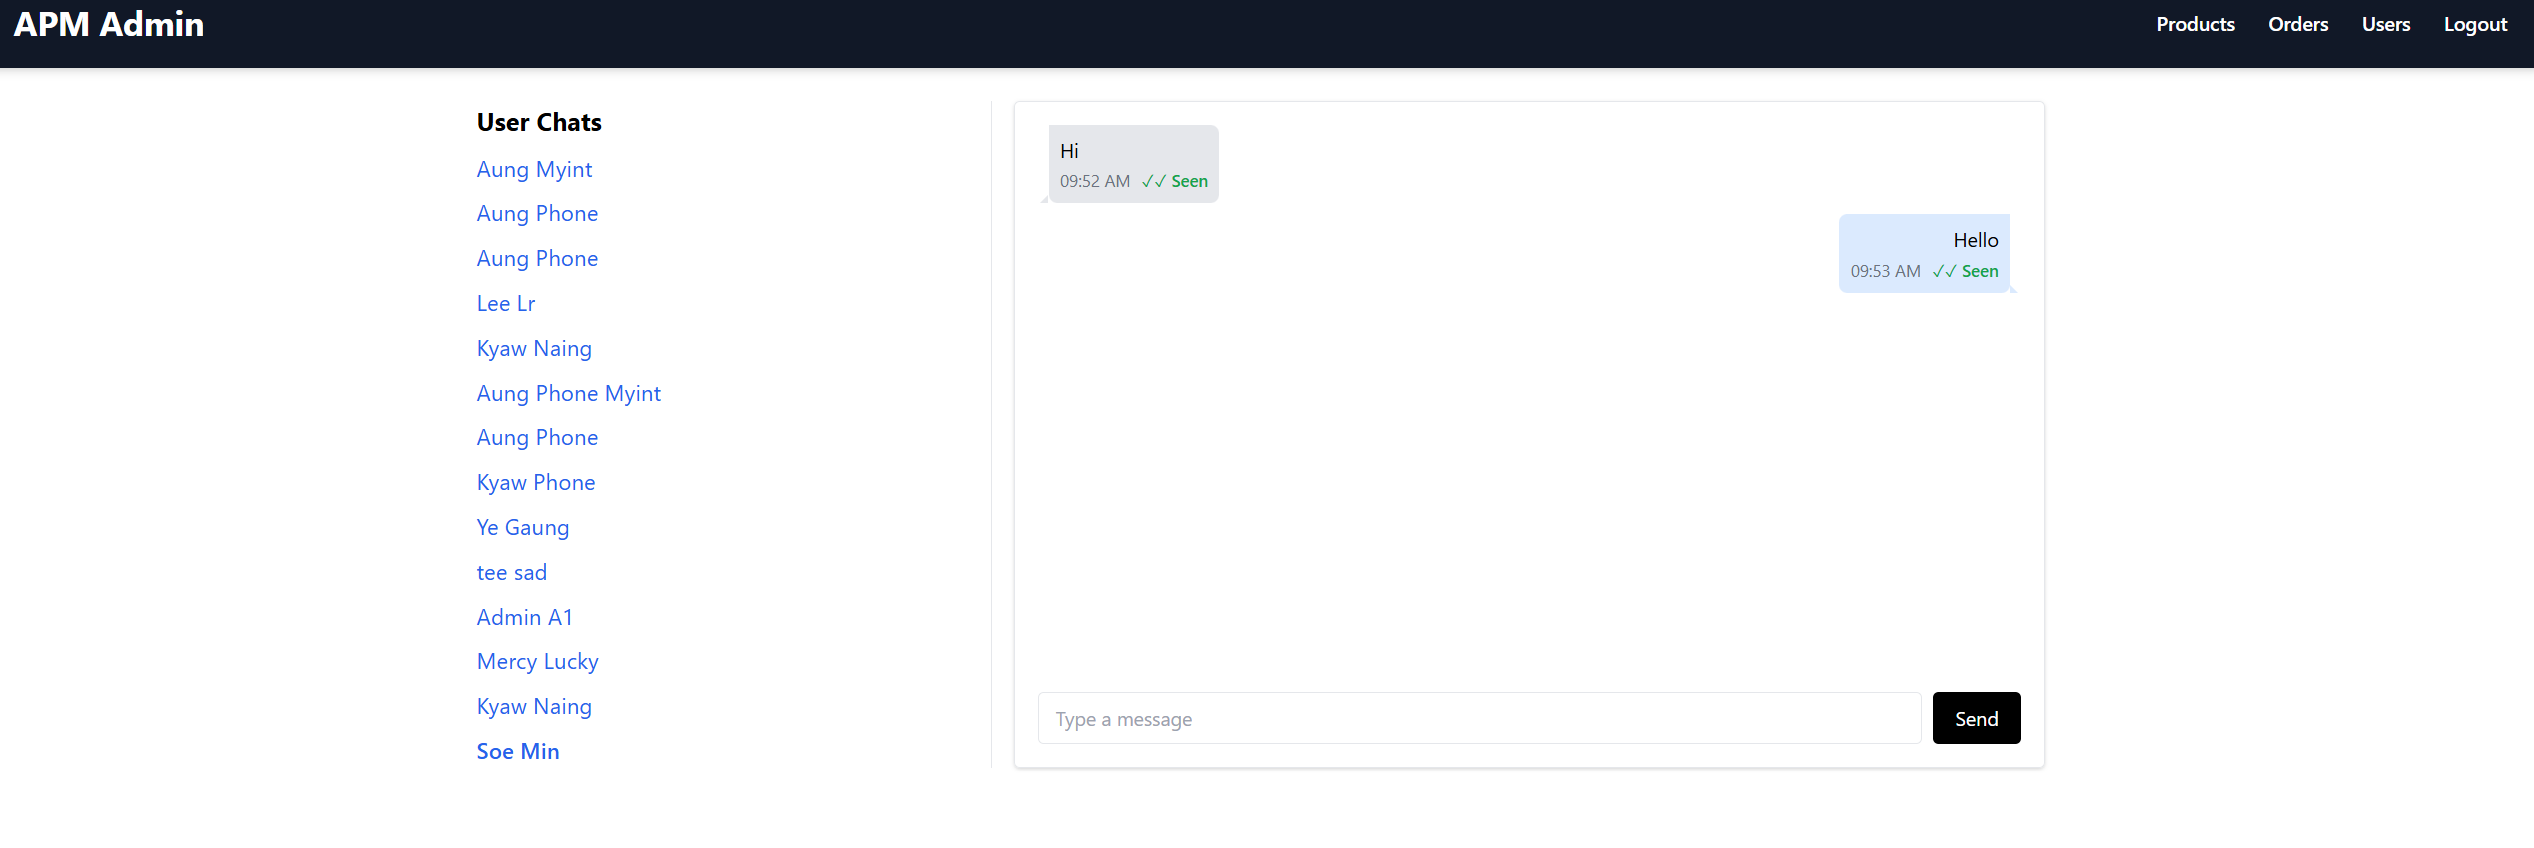 APM Admin
Products Orders Users Logout
User Chats
Aung Myint
Aung Phone
Aung Phone
Lee Lr
Kyaw Naing
Aung Phone Myint
Aung Phone
Kyaw Phone
Ye Gaung
tee sad
Admin A1
Mercy Lucky
Kyaw Naing
Soe Min
Hi
09:52 AM ✓✓ Seen
Hello
09:53 AM ✓✓ Seen
Type a message
Send